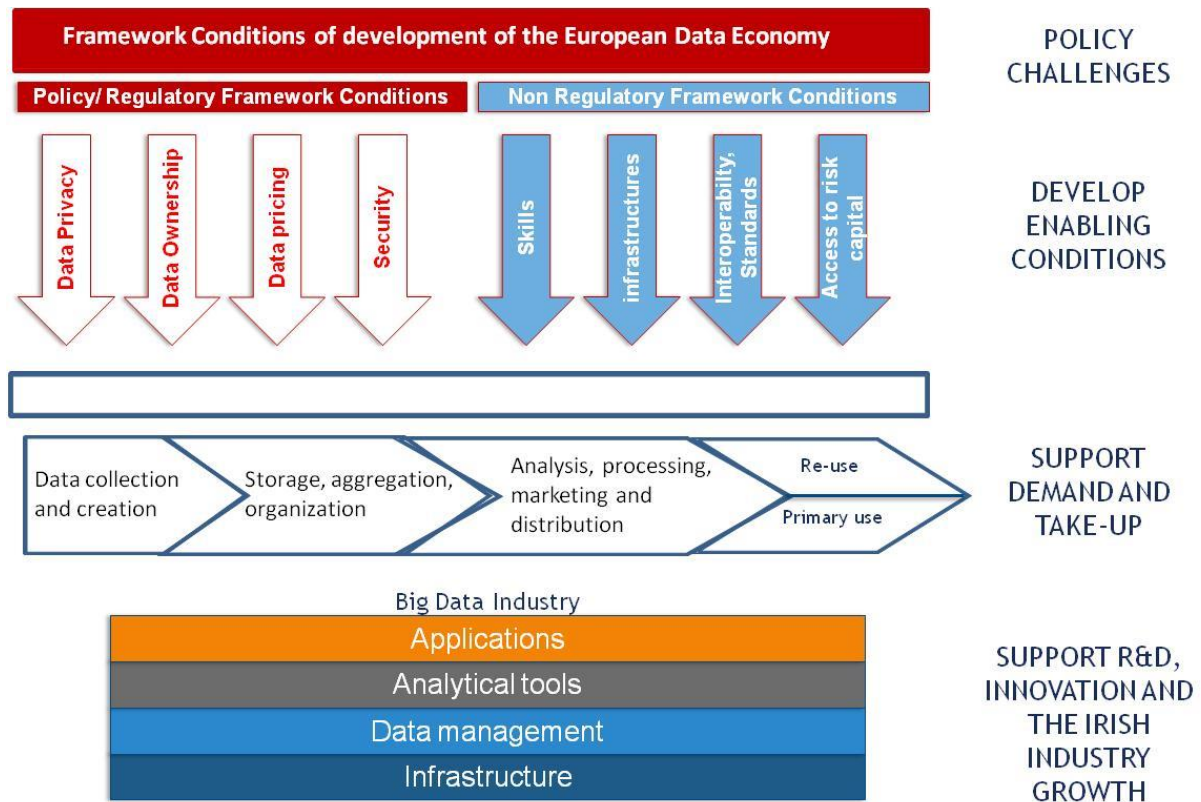 Framework Conditions of development of the European Data Economy
POLICY
CHALLENGES
Policy/ Regulatory Framework Conditions
Non Regulatory Framework Conditions
Data Privacy
Data Ownership
Data pricing
Security
Skills
infrastructures
Interoperabilty,
Standards
Access to risk
capital
DEVELOP
ENABLING
CONDITIONS
Data collection
and creation
Storage, aggregation,
organization
Analysis, processing,
marketing and
distribution
Re-use
Primary use
SUPPORT
DEMAND AND
TAKE-UP
Big Data Industry
Applications
Analytical tools
Data management
Infrastructure
SUPPORT R&D,
INNOVATION AND
THE IRISH
INDUSTRY
GROWTH